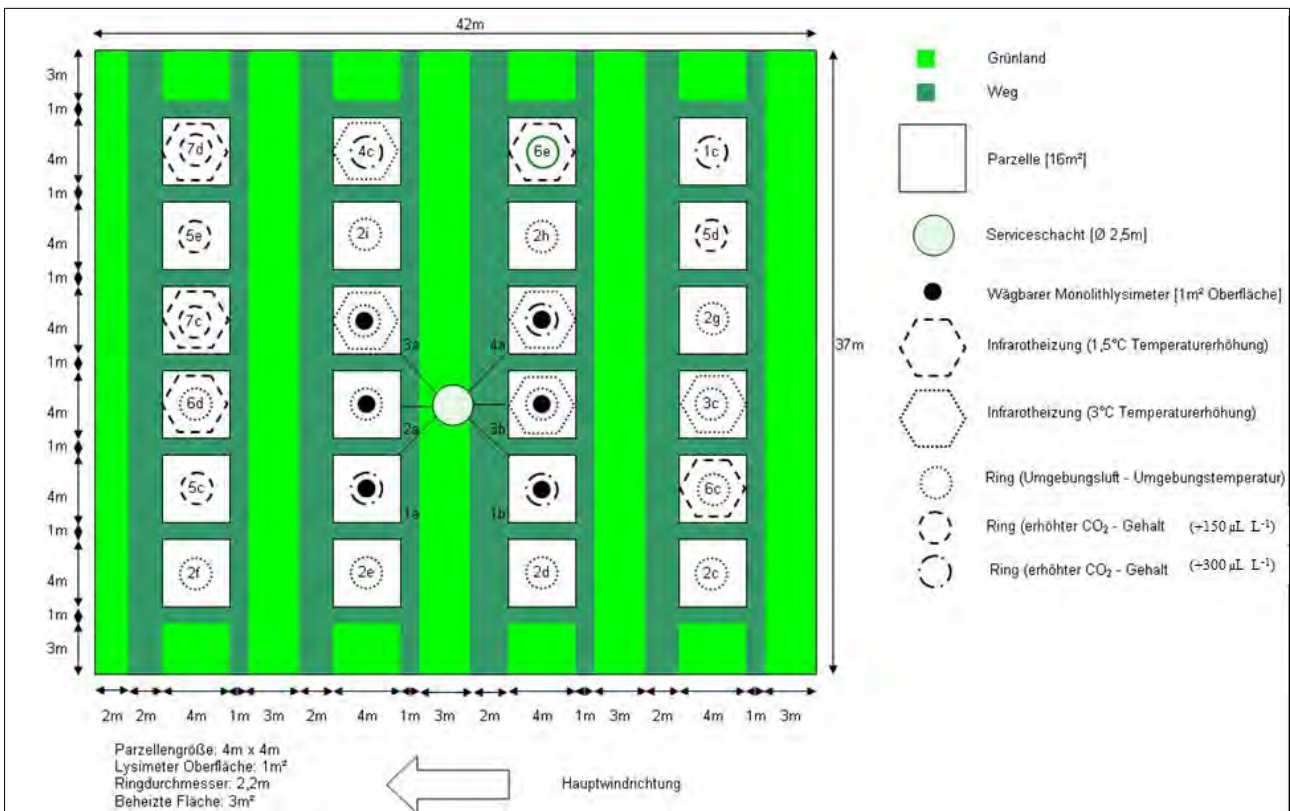 42m
3m
1m
4m
1m
4m
1m
4m
1m
4m
1m
4m
1m
4m
1m
3m
7d
4c
6e
1c
5e
2i
2h
5d
7c
2g
3a
4a
6d
3c
2a
3b
5c
6c
1a
1b
2f
2e
2d
2c
37m
2m 2m 4m 1m 3m 2m 4m 1m 3m 2m 4m 1m 3m 2m 4m 1m 3m
Parzellengröße: 4m x 4m
Lysimeter Oberfläche: 1m²
Ringdurchmesser: 2,2m
Beheizte Fläche: 3m²
Hauptwindrichtung
Grünland
Weg
Parzelle [16m²]
Serviceschacht [Ø 2,5m]
Wägbarer Monolithlysimeter [1m² Oberfläche]
Infrarotheizung (1,5°C Temperaturerhöhung)
Infrarotheizung (3°C Temperaturerhöhung)
Ring (Umgebungsluft - Umgebungstemperatur)
Ring (erhöhter CO₂ - Gehalt (+150 µL L⁻¹)
Ring (erhöhter CO₂ - Gehalt (+300 µL L⁻¹)